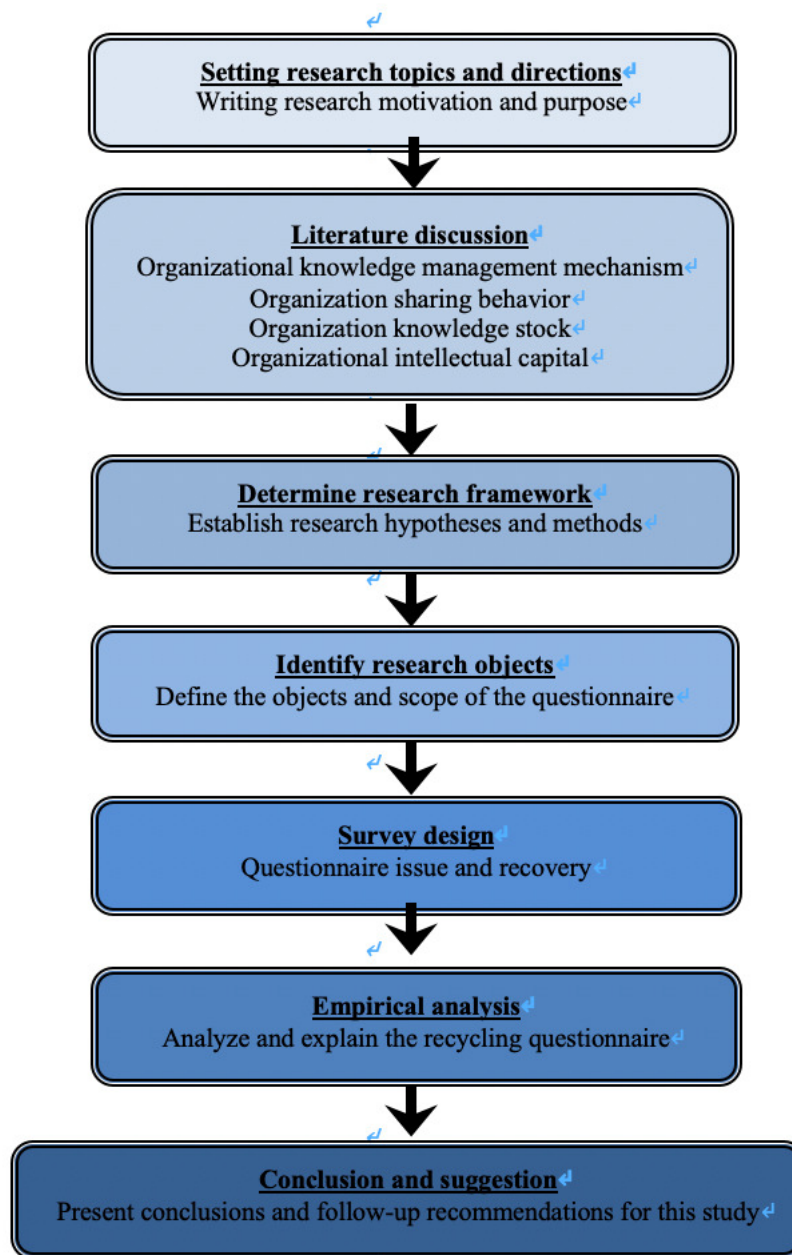 Setting research topics and directions
Writing research motivation and purpose
Literature discussion
Organizational knowledge management mechanism
Organization sharing behavior
Organization knowledge stock
Organizational intellectual capital
Determine research framework
Establish research hypotheses and methods
Identify research objects
Define the objects and scope of the questionnaire
Survey design
Questionnaire issue and recovery
Empirical analysis
Analyze and explain the recycling questionnaire
Conclusion and suggestion
Present conclusions and follow-up recommendations for this study